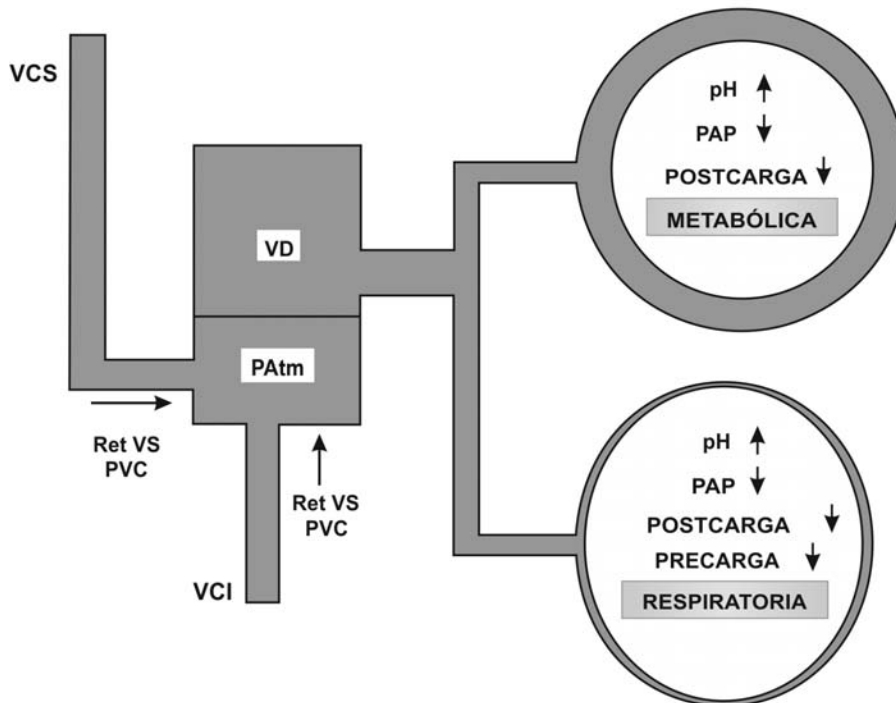 VCS
VD
PAtm
Ret VS
PVC
Ret VS
PVC
VCI
pH
PAP
POSTCARGA
METABÓLICA
pH
PAP
POSTCARGA
PRECARGA
RESPIRATORIA